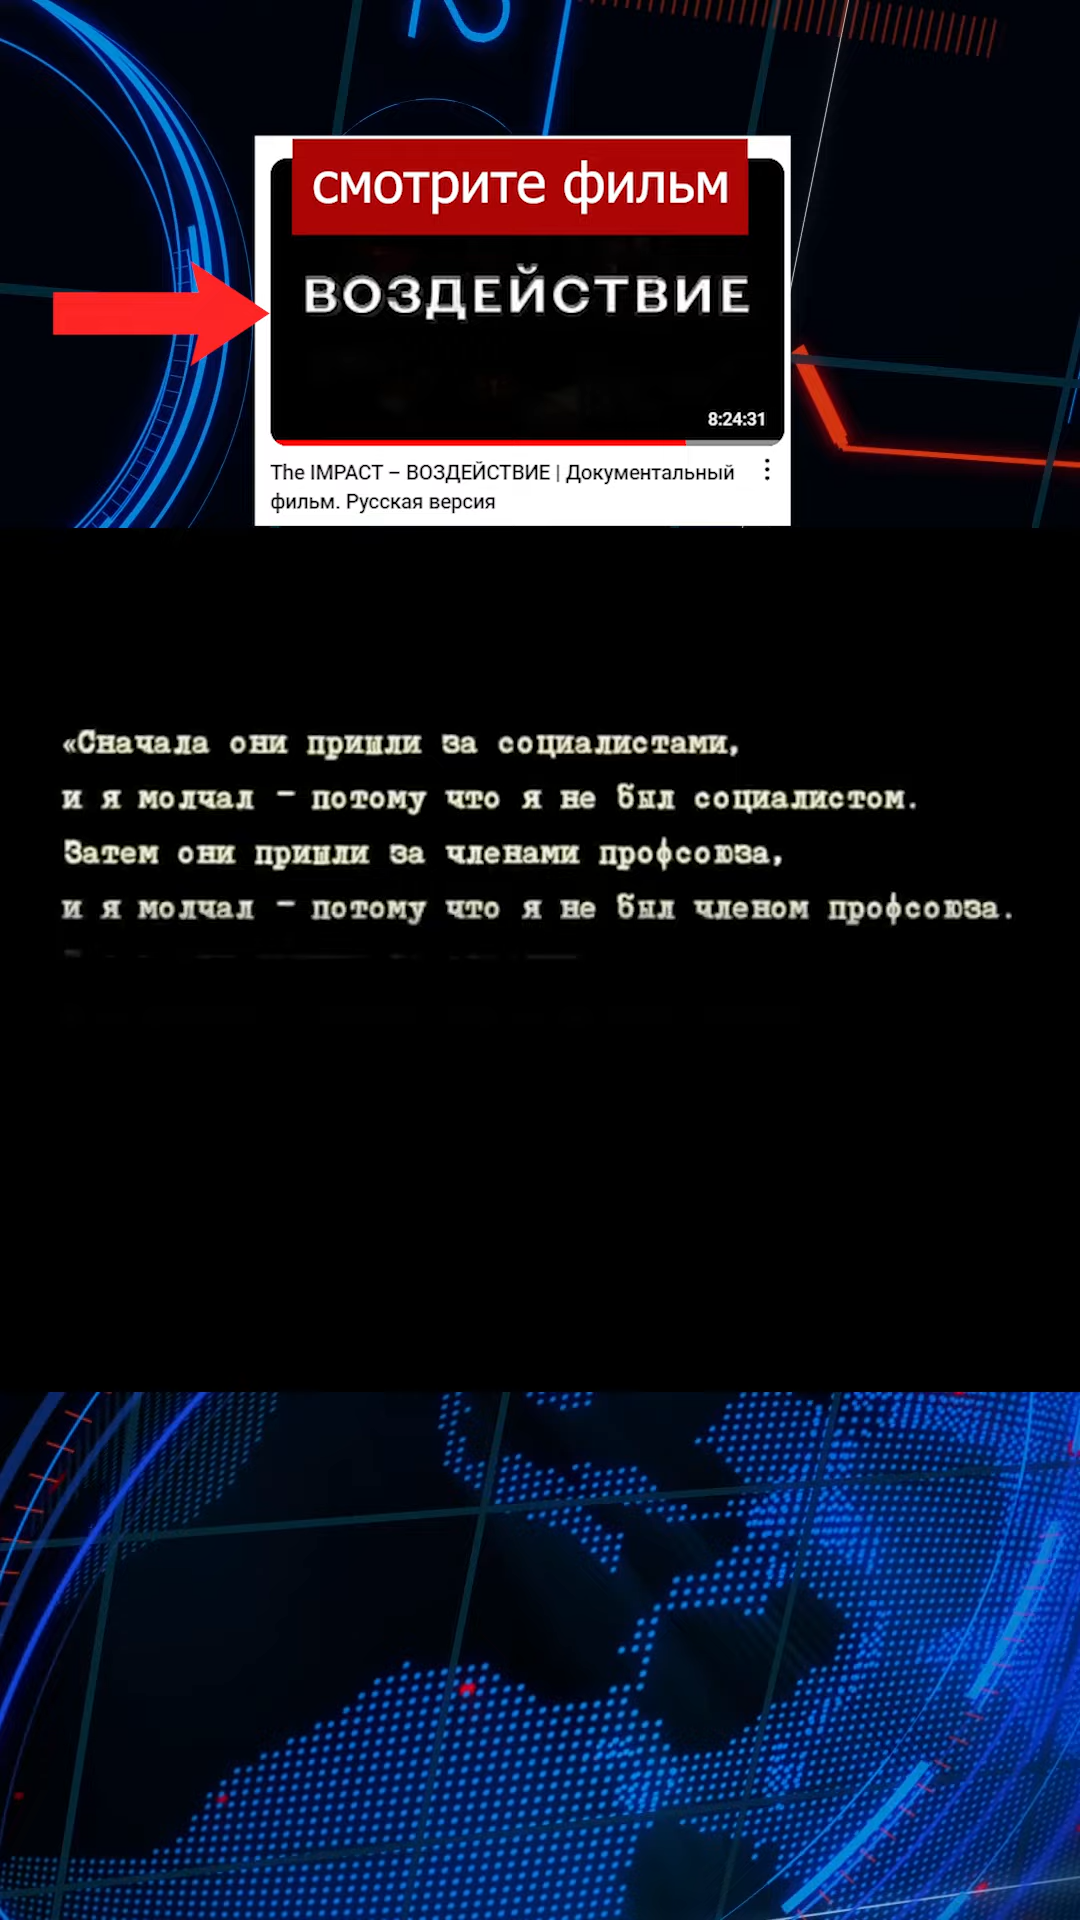 смотрите фильм
ВОЗДЕЙСТВИЕ
8:24:31
The IMPACT – ВОЗДЕЙСТВИЕ | Документальный
фильм. Русская версия
«Сначала они пришли за социалистами,
и я молчал – потому что я не был социалистом.
Затем они пришли за членами профсоюза,
и я молчал – потому что я не был членом профсоюза.